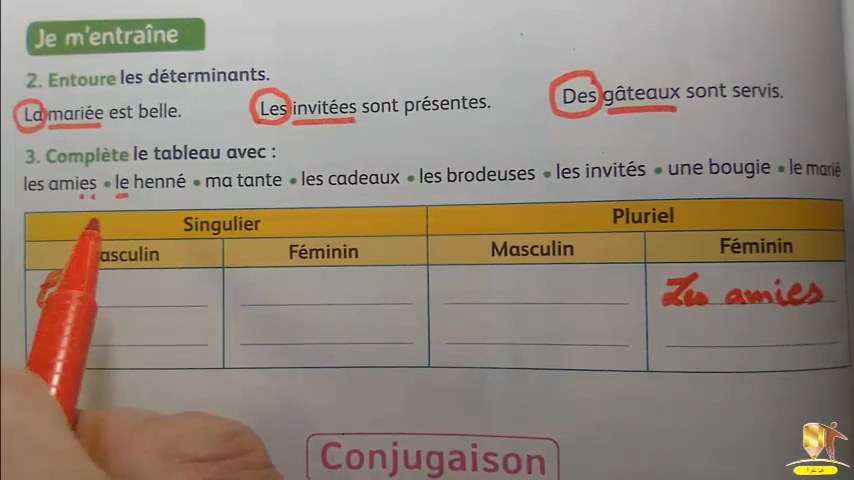 Je m'entraîne
2. Entoure les déterminants.
La mariée est belle. Les invitées sont présentes. Des gâteaux sont servis.
3. Complète le tableau avec :
les amies • le henné • ma tante • les cadeaux • les brodeuses • les invités • une bougie • le marié
Singulier Pluriel
asculin Féminin Masculin Féminin
Les amies
Conjugaison